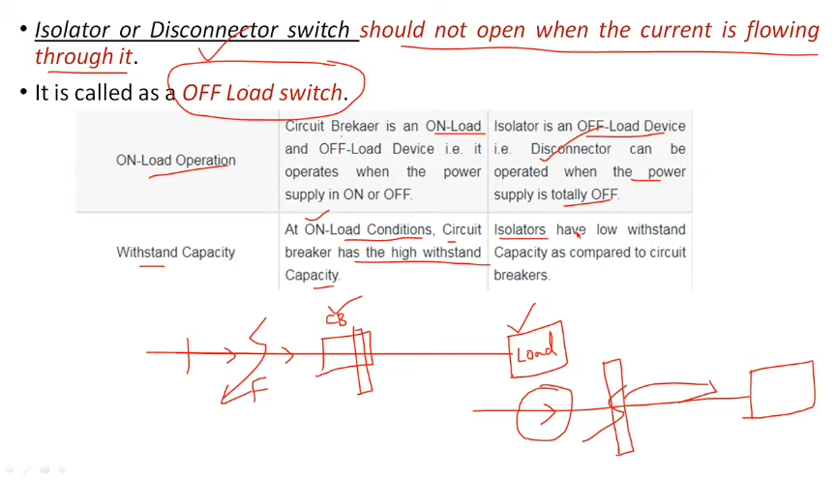 • Isolator or Disconnector switch should not open when the current is flowing
through it.
• It is called as a OFF Load switch.
ON-Load Operation
Circuit Brekaer is an ON-Load
and OFF-Load Device i.e. it
operates when the power
supply in ON or OFF.
Isolator is an OFF-Load Device
i.e. Disconnector can be
operated when the power
supply is totally OFF.
Withstand Capacity
At ON-Load Conditions, Circuit
breaker has the high withstand
Capacity.
Isolators have low withstand
Capacity as compared to circuit
breakers.
CB
Load
F